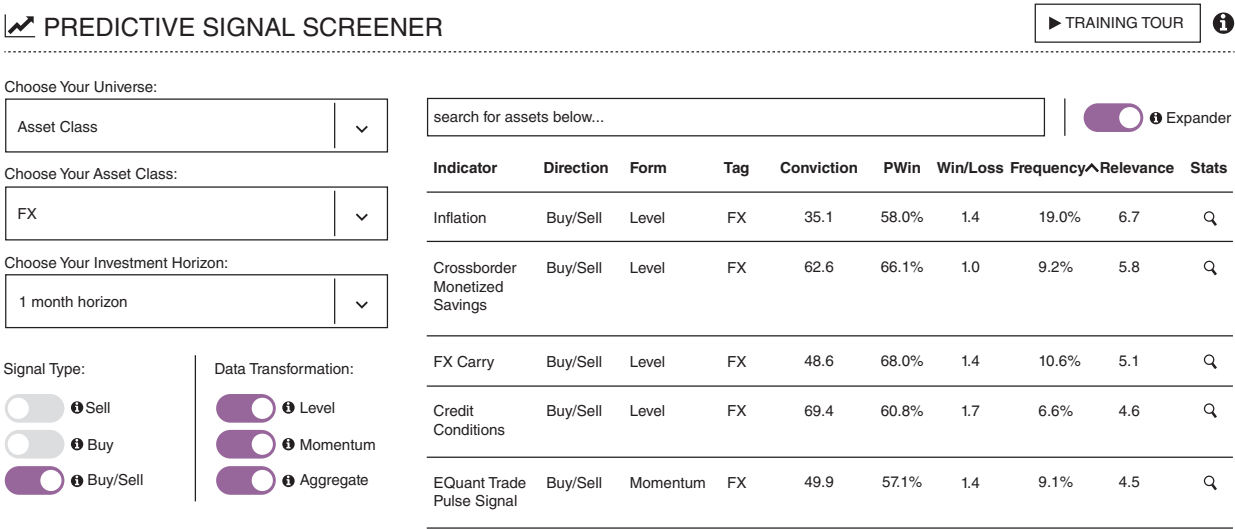 PREDICTIVE SIGNAL SCREENER
TRAINING TOUR
Choose Your Universe:
Asset Class
Choose Your Asset Class:
FX
Choose Your Investment Horizon:
1 month horizon
Signal Type:
Sell
Buy
Buy/Sell
Data Transformation:
Level
Momentum
Aggregate
search for assets below...
Expander
Indicator Direction Form Tag Conviction PWin Win/Loss Frequency Relevance Stats
Inflation Buy/Sell Level FX 35.1 58.0% 1.4 19.0% 6.7
Crossborder Buy/Sell Level FX 62.6 66.1% 1.0 9.2% 5.8
Monetized
Savings
FX Carry Buy/Sell Level FX 48.6 68.0% 1.4 10.6% 5.1
Credit Buy/Sell Level FX 69.4 60.8% 1.7 6.6% 4.6
Conditions
EQuant Trade Buy/Sell Momentum FX 49.9 57.1% 1.4 9.1% 4.5
Pulse Signal